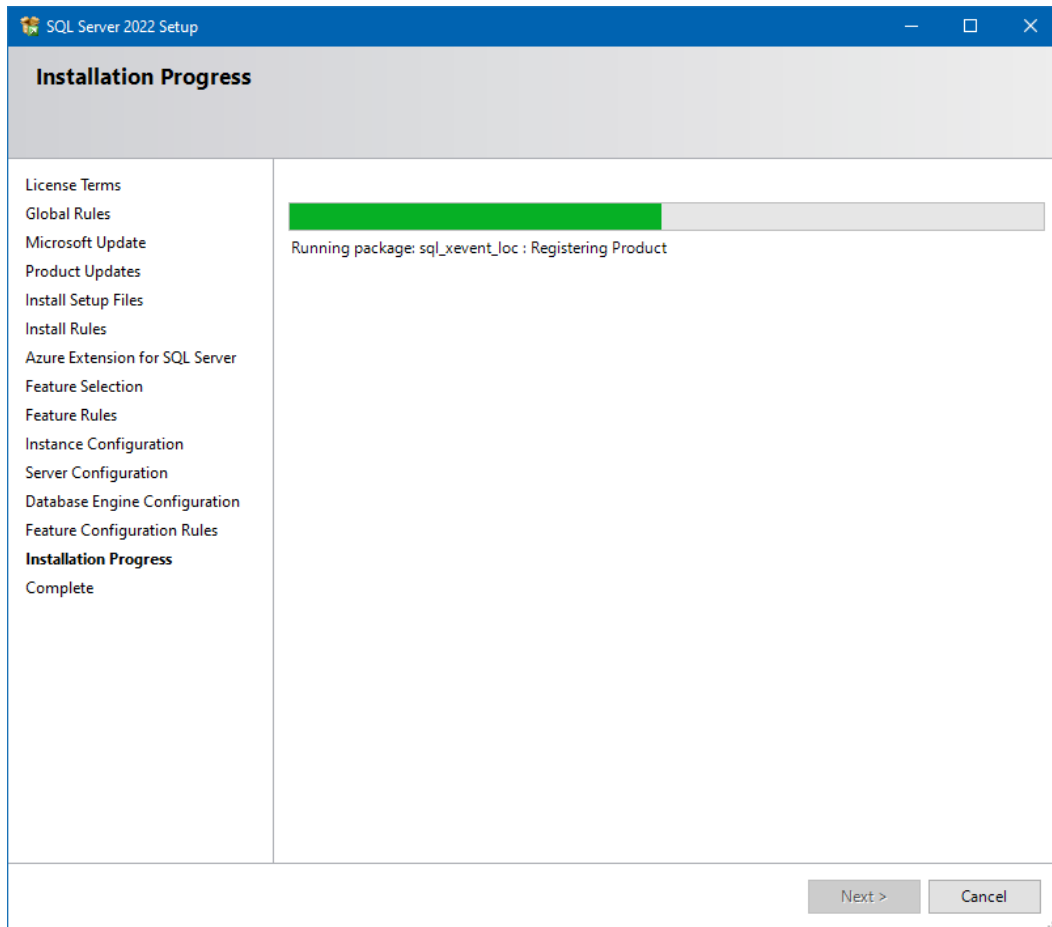 SQL Server 2022 Setup
Installation Progress
License Terms
Global Rules
Microsoft Update
Product Updates
Install Setup Files
Install Rules
Azure Extension for SQL Server
Feature Selection
Feature Rules
Instance Configuration
Server Configuration
Database Engine Configuration
Feature Configuration Rules
Installation Progress
Complete
Running package: sql_xevent_loc : Registering Product
Next >
Cancel